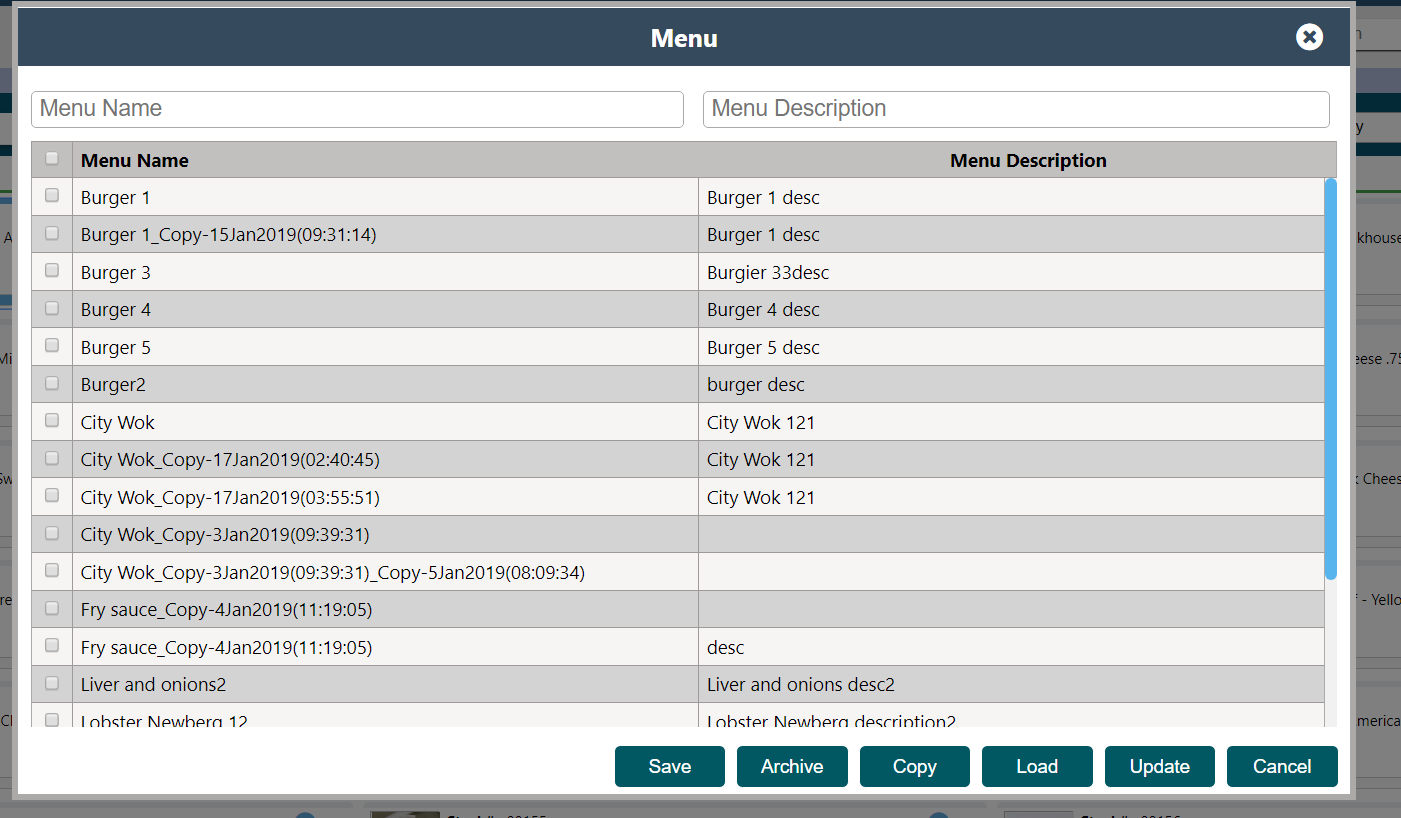 Menu
Menu Name Menu Description
Menu Name Menu Description
Burger 1 Burger 1 desc
Burger 1_Copy-15Jan2019(09:31:14) Burger 1 desc
Burger 3 Burgier 33desc
Burger 4 Burger 4 desc
Burger 5 Burger 5 desc
Burger2 burger desc
City Wok City Wok 121
City Wok_Copy-17Jan2019(02:40:45) City Wok 121
City Wok_Copy-17Jan2019(03:55:51) City Wok 121
City Wok_Copy-3Jan2019(09:39:31)
City Wok_Copy-3Jan2019(09:39:31)_Copy-5Jan2019(08:09:34)
Fry sauce_Copy-4Jan2019(11:19:05)
Fry sauce_Copy-4Jan2019(11:19:05) desc
Liver and onions2 Liver and onions desc2
Lobster Newberg 12 Lobster Newberg description2
Save Archive Copy Load Update Cancel